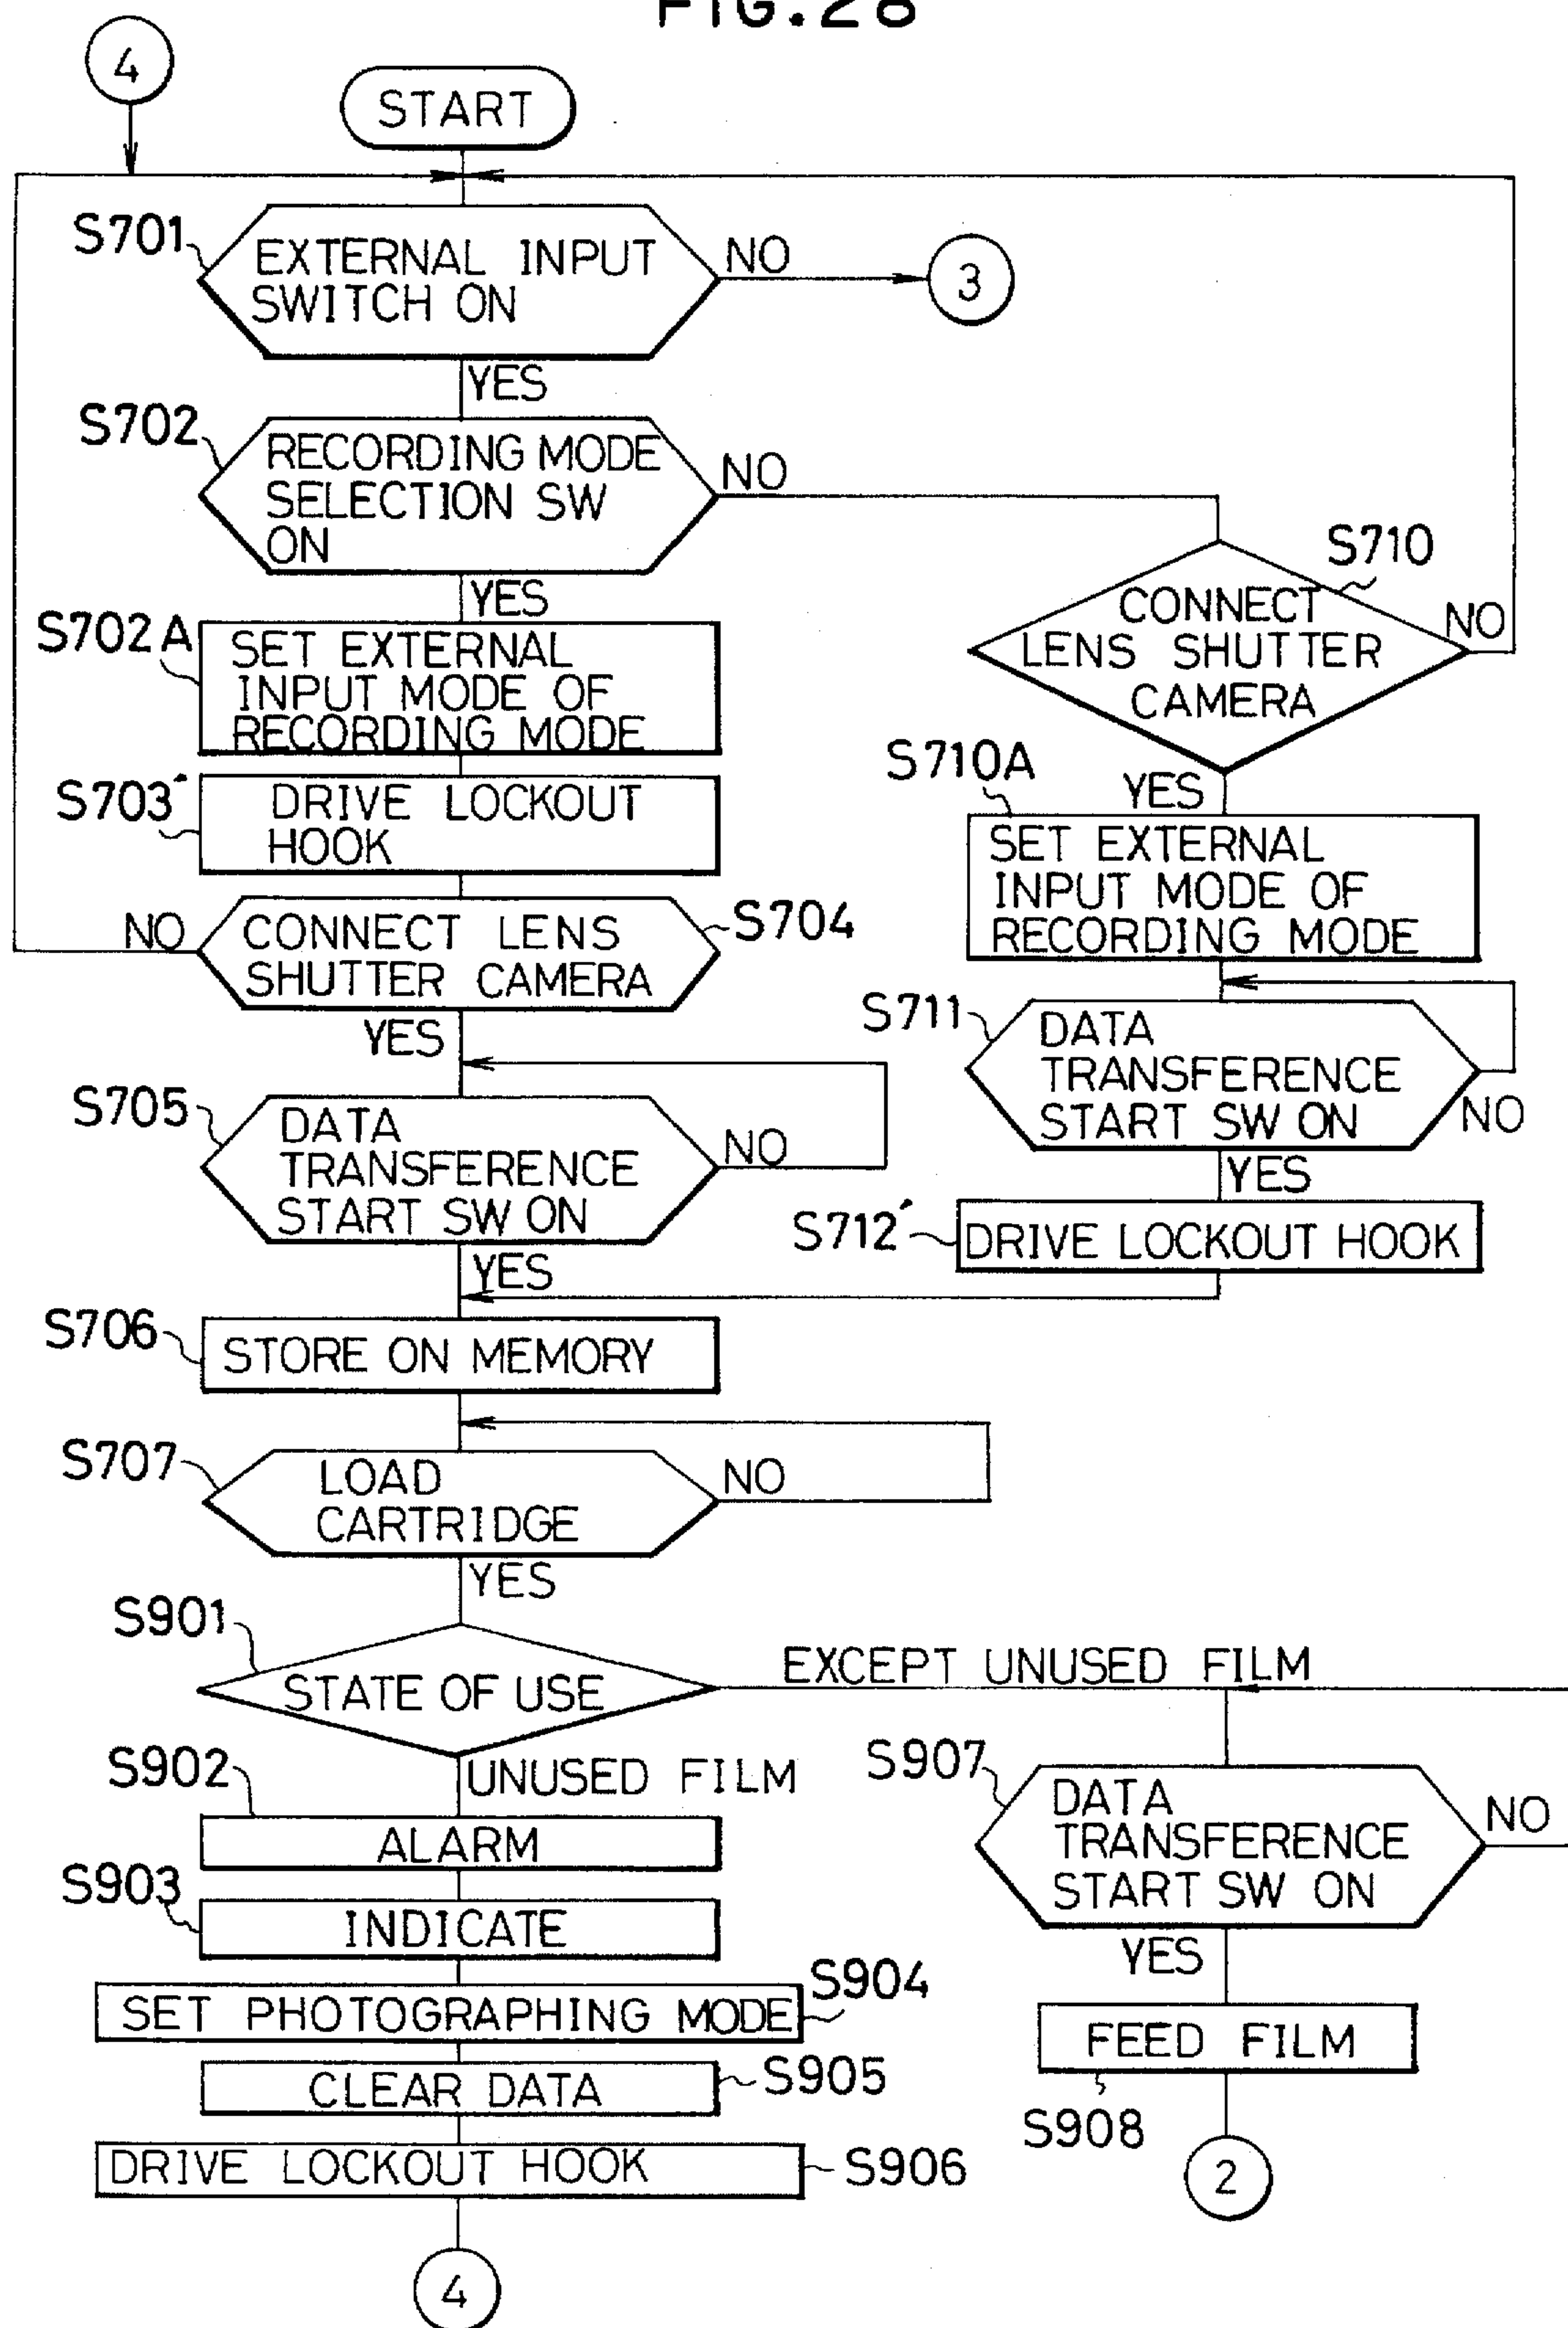 FIG.28
4
START
S701
EXTERNAL INPUT
SWITCH ON
NO
3
YES
S702
RECORDING MODE
SELECTION SW
ON
NO
YES
S710
CONNECT
LENS SHUTTER
CAMERA
NO
S702A
SET EXTERNAL
INPUT MODE OF
RECORDING MODE
S703'
DRIVE LOCKOUT
HOOK
YES
S710A
SET EXTERNAL
INPUT MODE OF
RECORDING MODE
NO
CONNECT LENS
SHUTTER CAMERA
S704
YES
S711
DATA
TRANSFERENCE
START SW ON
NO
S705
DATA
TRANSFERENCE
START SW ON
NO
YES
S712'
DRIVE LOCKOUT HOOK
YES
S706
STORE ON MEMORY
S707
LOAD
CARTRIDGE
NO
YES
S901
STATE OF USE
EXCEPT UNUSED FILM
UNUSED FILM
S902
ALARM
S907
DATA
TRANSFERENCE
START SW ON
NO
S903
INDICATE
YES
SET PHOTOGRAPHING MODE
S904
FEED FILM
S908
CLEAR DATA
S905
DRIVE LOCKOUT HOOK
S906
2
4